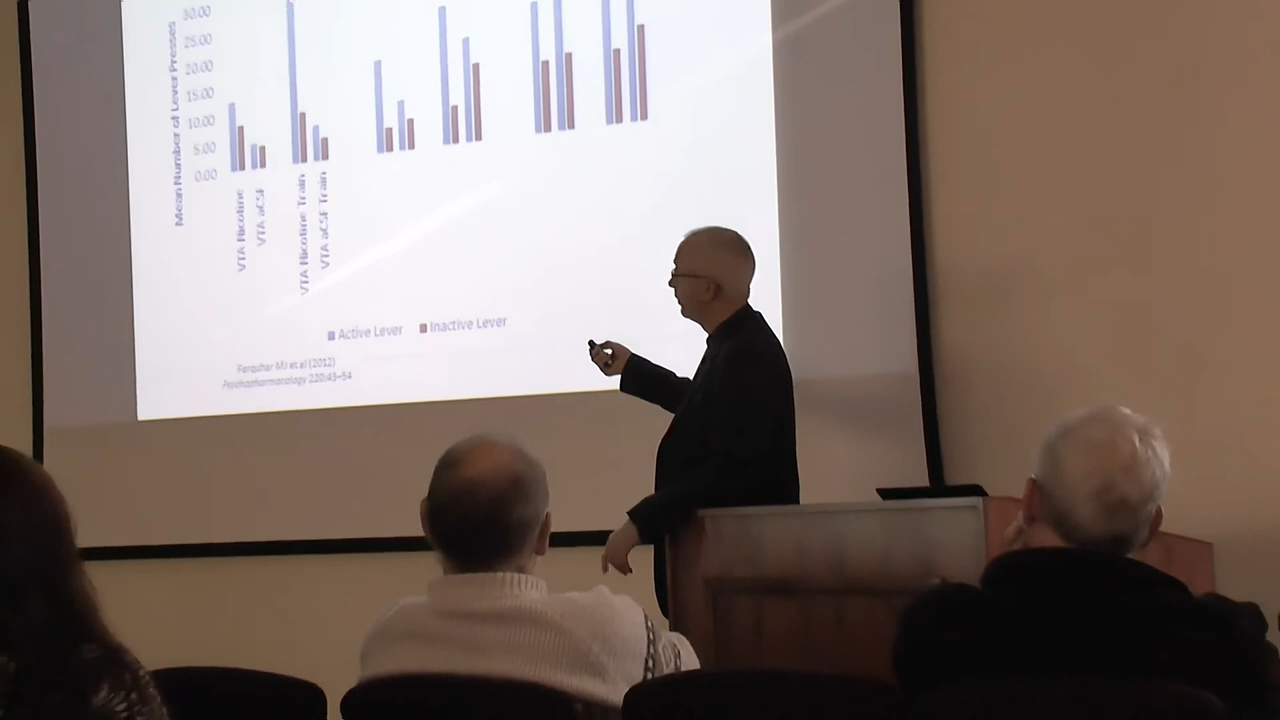 30.00
25.00
20.00
15.00
10.00
5.00
0.00
Mean Number of Lever Presses
VTA Nicotine
VTA aCSF
VTA Nicotine Train
VTA aCSF Train
Active Lever
Inactive Lever
Farquhar MJ et al (2012)
Psychopharmacology 220:43–54